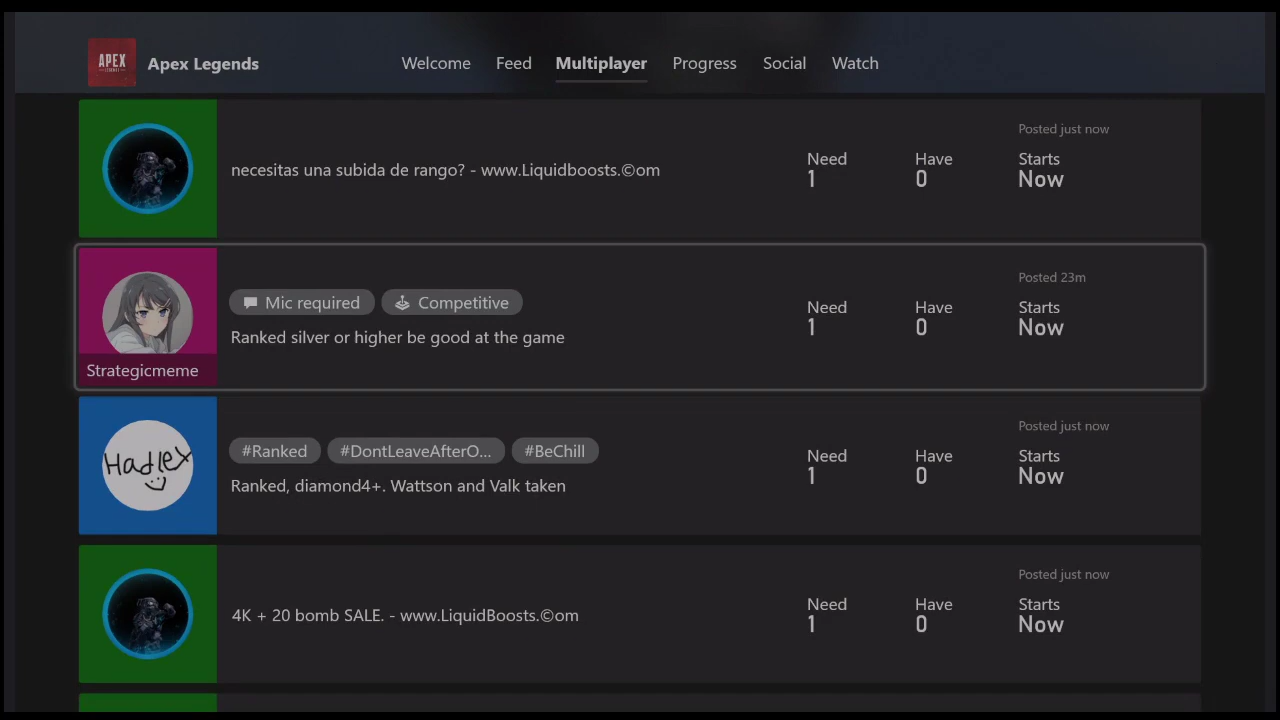 APEX
LEGENDS
Apex Legends
Welcome Feed Multiplayer Progress Social Watch
Posted just now
necesitas una subida de rango? - www.Liquidboosts.©om
Need Have Starts
1 0 Now
Posted 23m
Mic required Competitive
Ranked silver or higher be good at the game
Need Have Starts
1 0 Now
Strategicmeme
Posted just now
#Ranked #DontLeaveAfterO... #BeChill
Ranked, diamond4+. Wattson and Valk taken
Need Have Starts
1 0 Now
Hadlex
Posted just now
4K + 20 bomb SALE. - www.LiquidBoosts.©om
Need Have Starts
1 0 Now